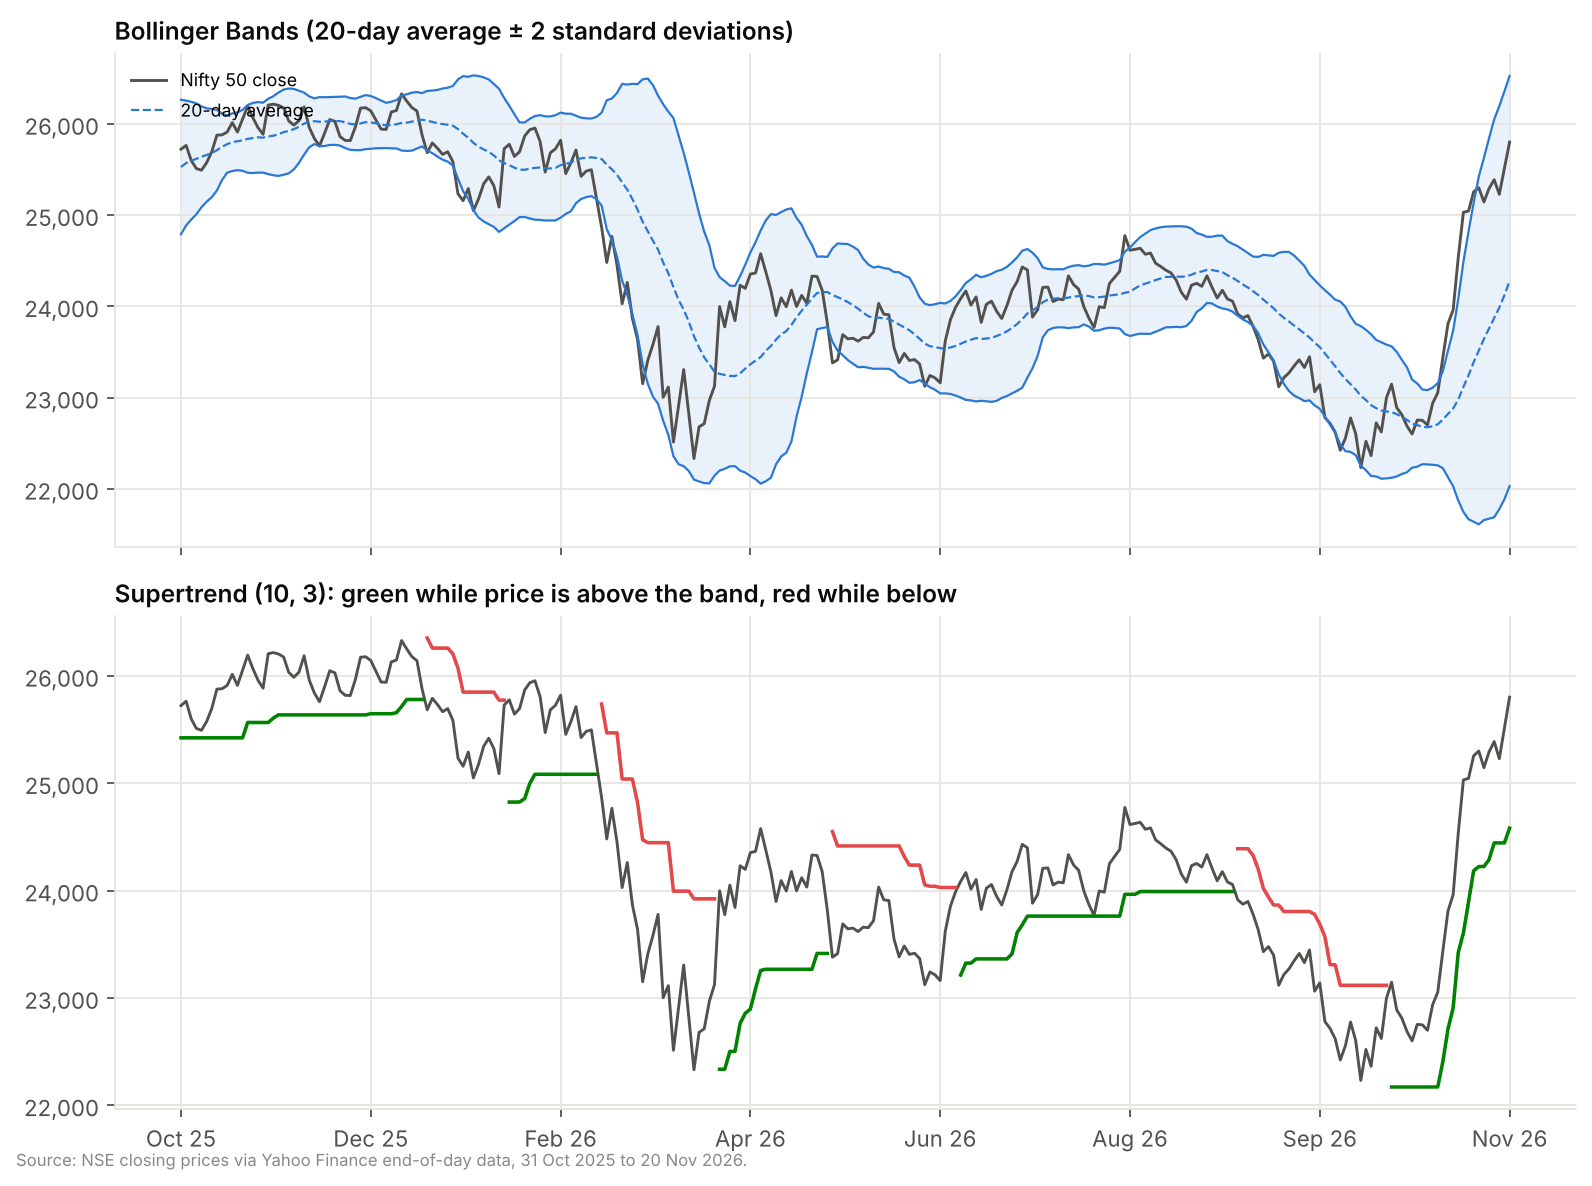 Bollinger Bands (20-day average ± 2 standard deviations)
Nifty 50 close
20-day average
26,000
25,000
24,000
23,000
22,000
Supertrend (10, 3): green while price is above the band, red while below
26,000
25,000
24,000
23,000
22,000
Oct 25 Dec 25 Feb 26 Apr 26 Jun 26 Aug 26 Sep 26 Nov 26
Source: NSE closing prices via Yahoo Finance end-of-day data, 31 Oct 2025 to 20 Nov 2026.